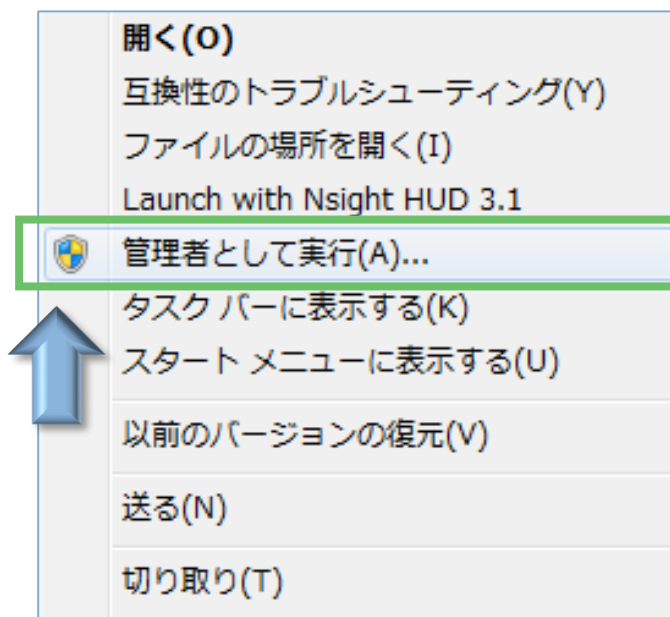 開く(O)
互換性のトラブルシューティング(Y)
ファイルの場所を開く(I)
Launch with Nsight HUD 3.1
管理者として実行(A)...
タスク バーに表示する(K)
スタート メニューに表示する(U)
以前のバージョンの復元(V)
送る(N)
切り取り(T)